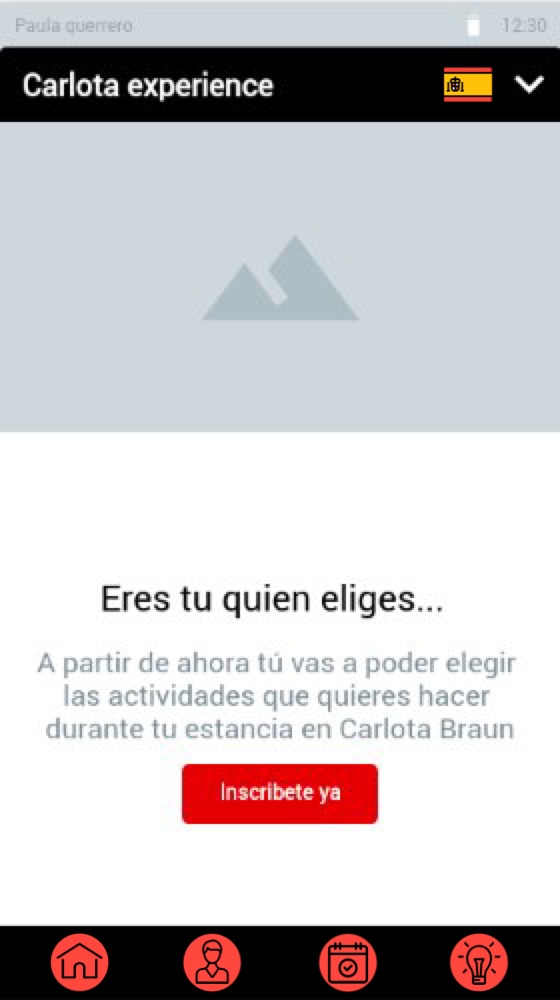 Paula querrero
12:30
Carlota experience
Eres tu quien eliges...
A partir de ahora tú vas a poder elegir
las actividades que quieres hacer
durante tu estancia en Carlota Braun
Inscribete ya